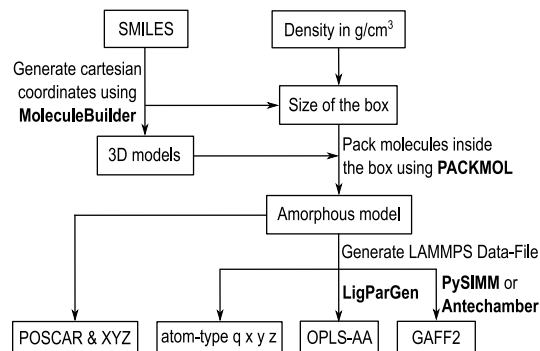 SMILES
Density in g/cm³
Generate cartesian
coordinates using
MoleculeBuilder
Size of the box
3D models
Pack molecules inside
the box using PACKMOL
Amorphous model
Generate LAMMPS Data-File
LigParGen
PySIMM or
Antechamber
POSCAR & XYZ
atom-type q x y z
OPLS-AA
GAFF2